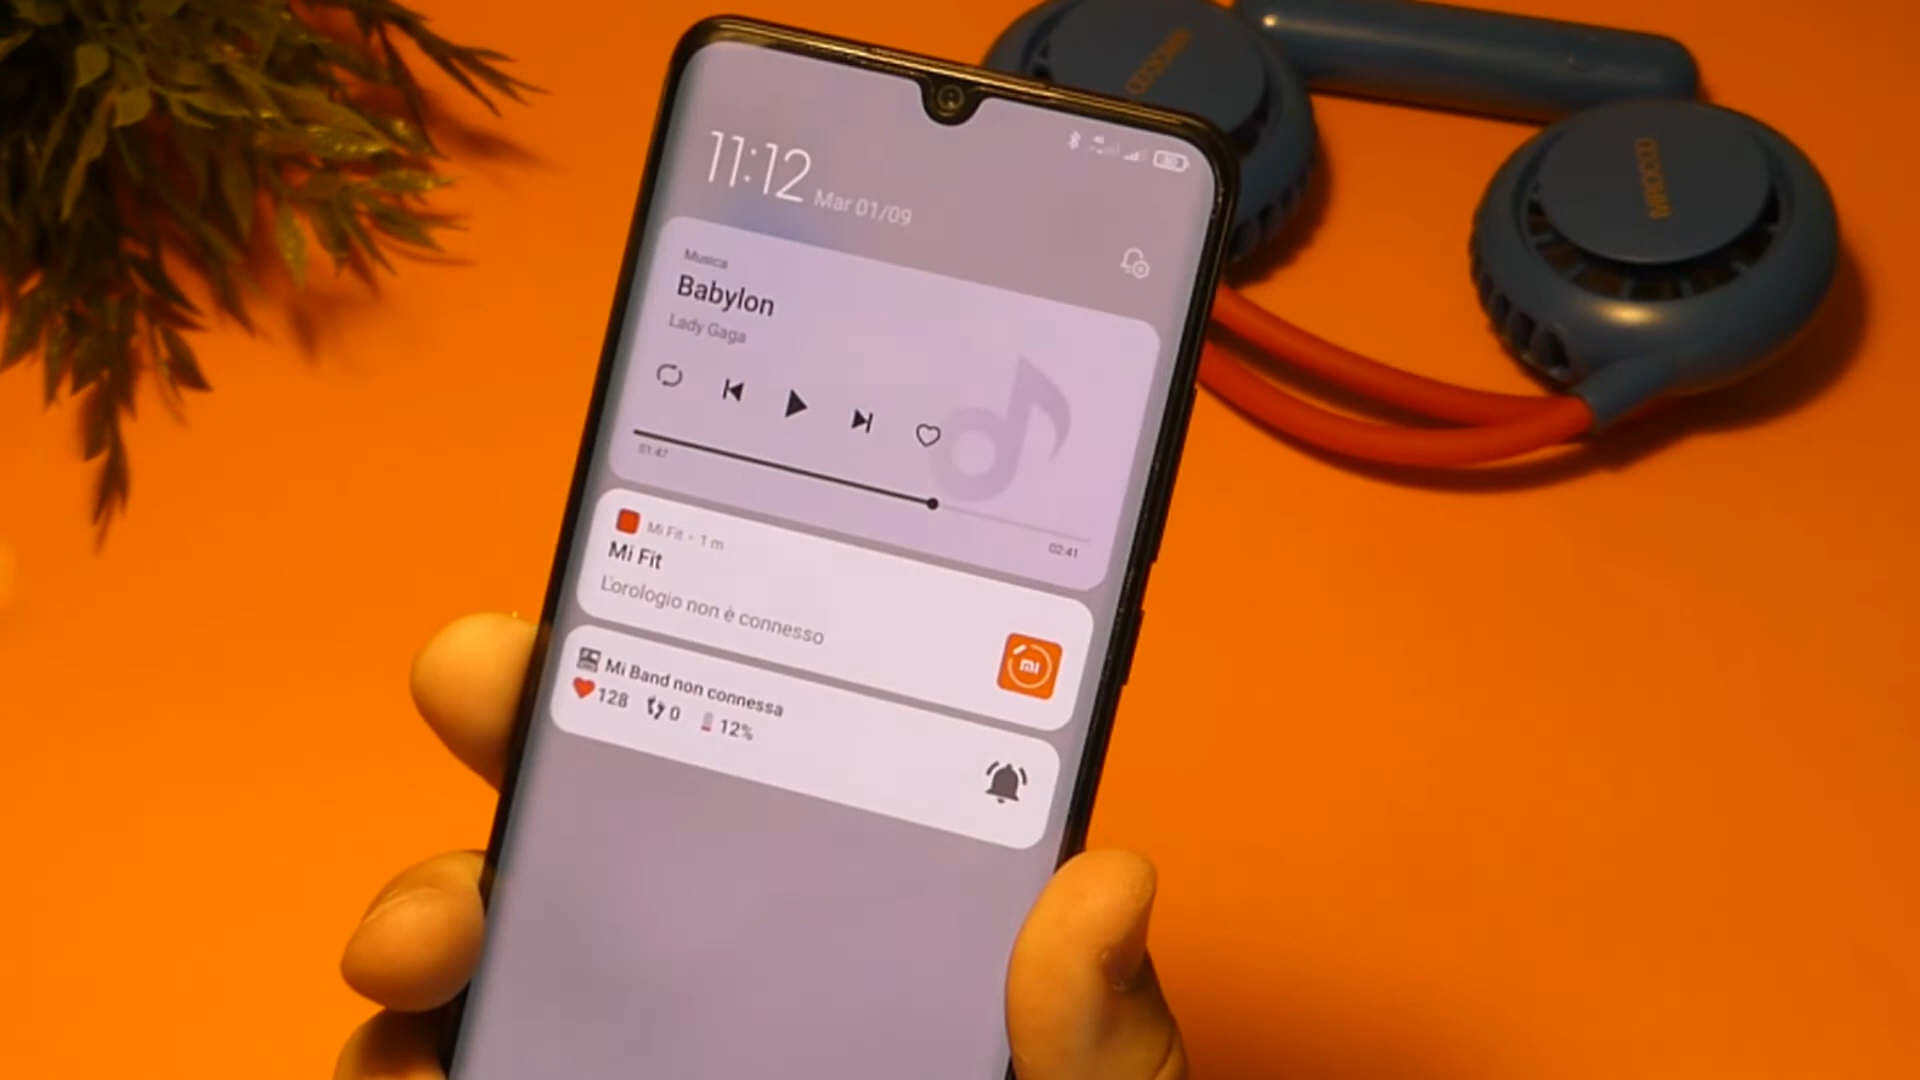 11:12 Mar 01/09
Musica
Babylon
Lady Gaga
01:47
02:41
Mi Fit • 1 m
Mi Fit
L'orologio non è connesso
Mi Band non connessa
128 0 12%